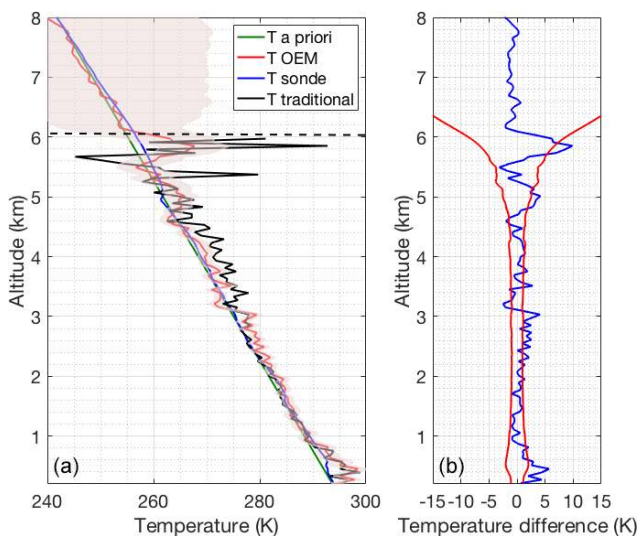 8
7
6
5
4
3
2
1
Altitude (km)
T a priori
T OEM
T sonde
T traditional
(a)
240
260
280
300
Temperature (K)
8
7
6
5
4
3
2
1
Altitude (km)
(b)
-15-10 -5 0 5 10 15
Temperature difference (K)